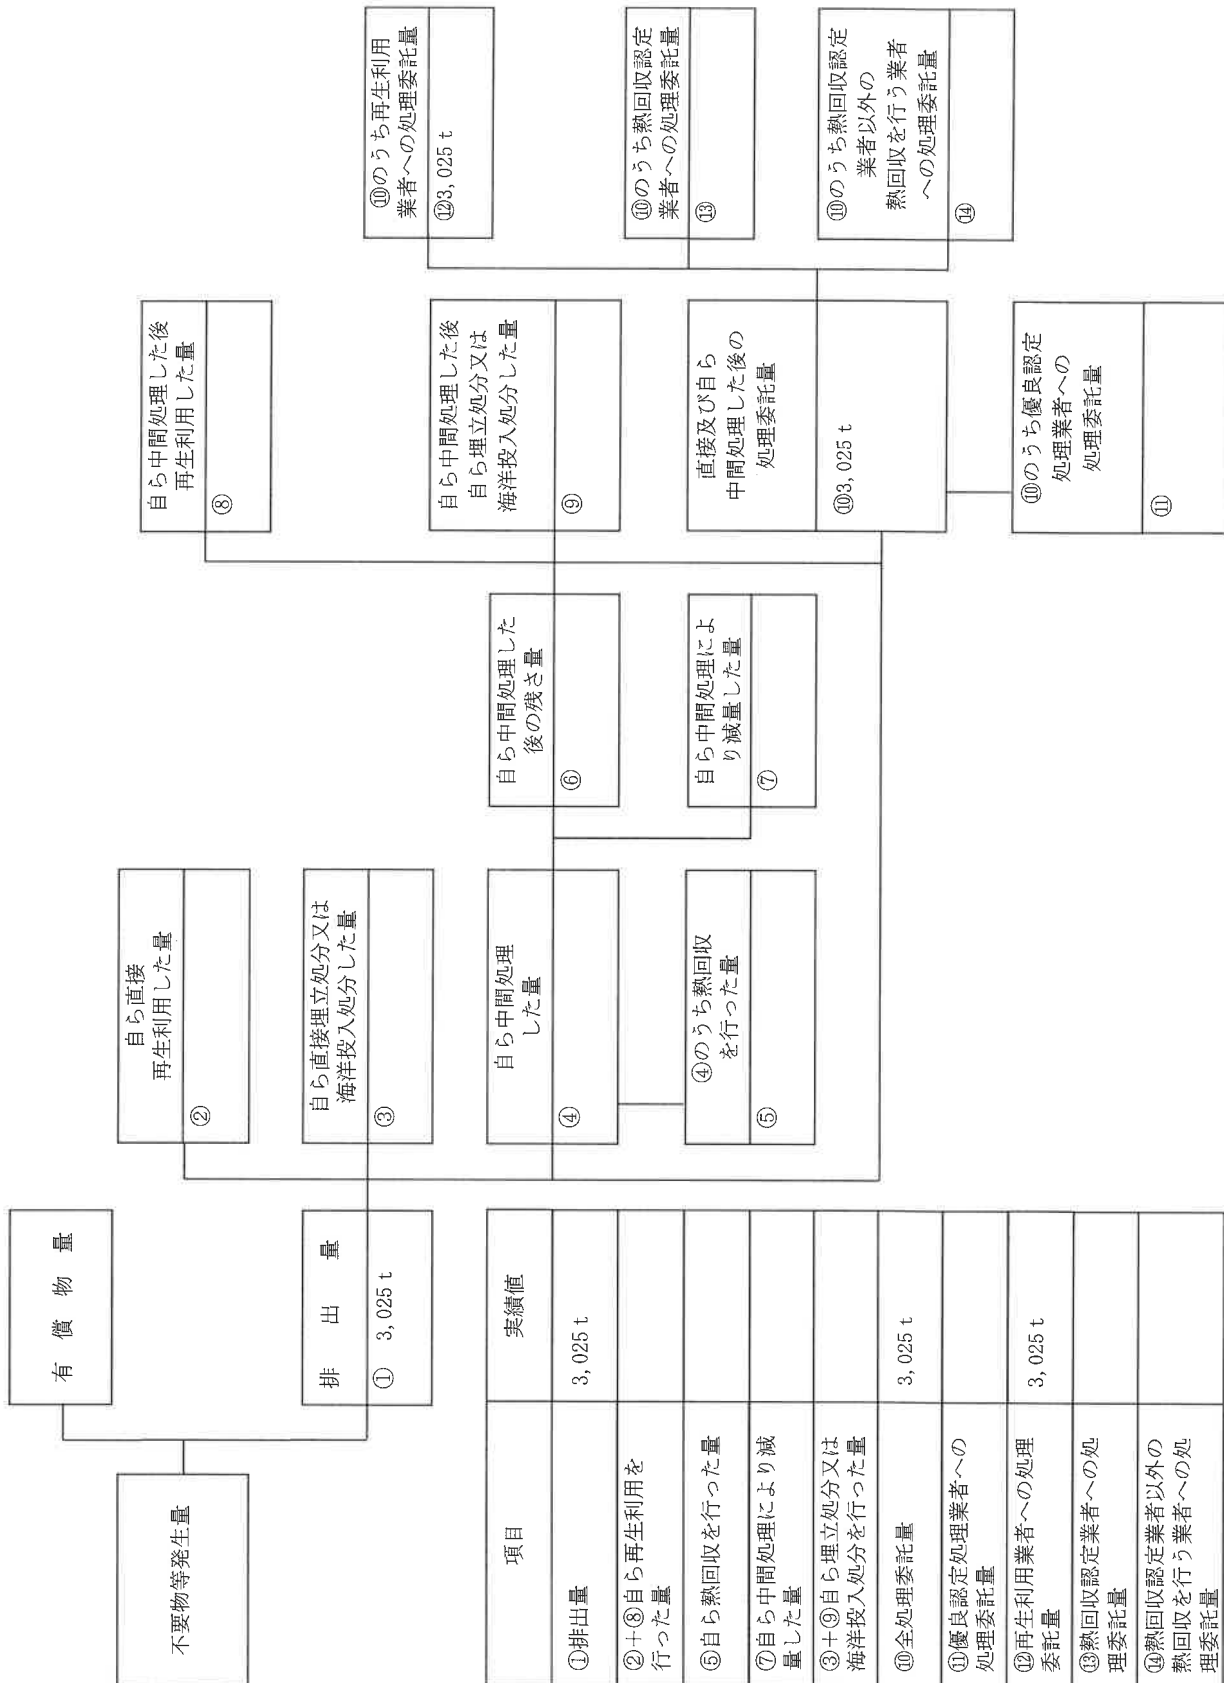 不要物等発生量
有償物量
排出量
① 3,025 t
自ら直接
再生利用した量
②
自ら直接埋立処分又は
海洋投入処分した量
③
自ら中間処理
した量
④
④のうち熱回収
を行った量
⑤
自ら中間処理した
後の残さ量
⑥
自ら中間処理によ
り減量した量
⑦
自ら中間処理した後
再生利用した量
⑧
自ら中間処理した後
自ら埋立処分又は
海洋投入処分した量
⑨
直接及び自ら
中間処理した後の
処理委託量
⑩3,025 t
⑩のうち優良認定
処理業者への
処理委託量
⑪
⑩のうち再生利用
業者への処理委託量
⑫3,025 t
⑩のうち熱回収認定
業者への処理委託量
⑬
⑩のうち熱回収認定
業者以外の
熱回収を行う業者
への処理委託量
⑭
項目 実績値
①排出量 3,025 t
②+⑧自ら再生利用を
行った量
⑤自ら熱回収を行った量
⑦自ら中間処理により減
量した量
③+⑨自ら埋立処分又は
海洋投入処分を行った量
⑩全処理委託量 3,025 t
⑪優良認定処理業者への
処理委託量
⑫再生利用業者への処理
委託量 3,025 t
⑬熱回収認定業者への処
理委託量
⑭熱回収認定業者以外の
熱回収を行う業者への処
理委託量